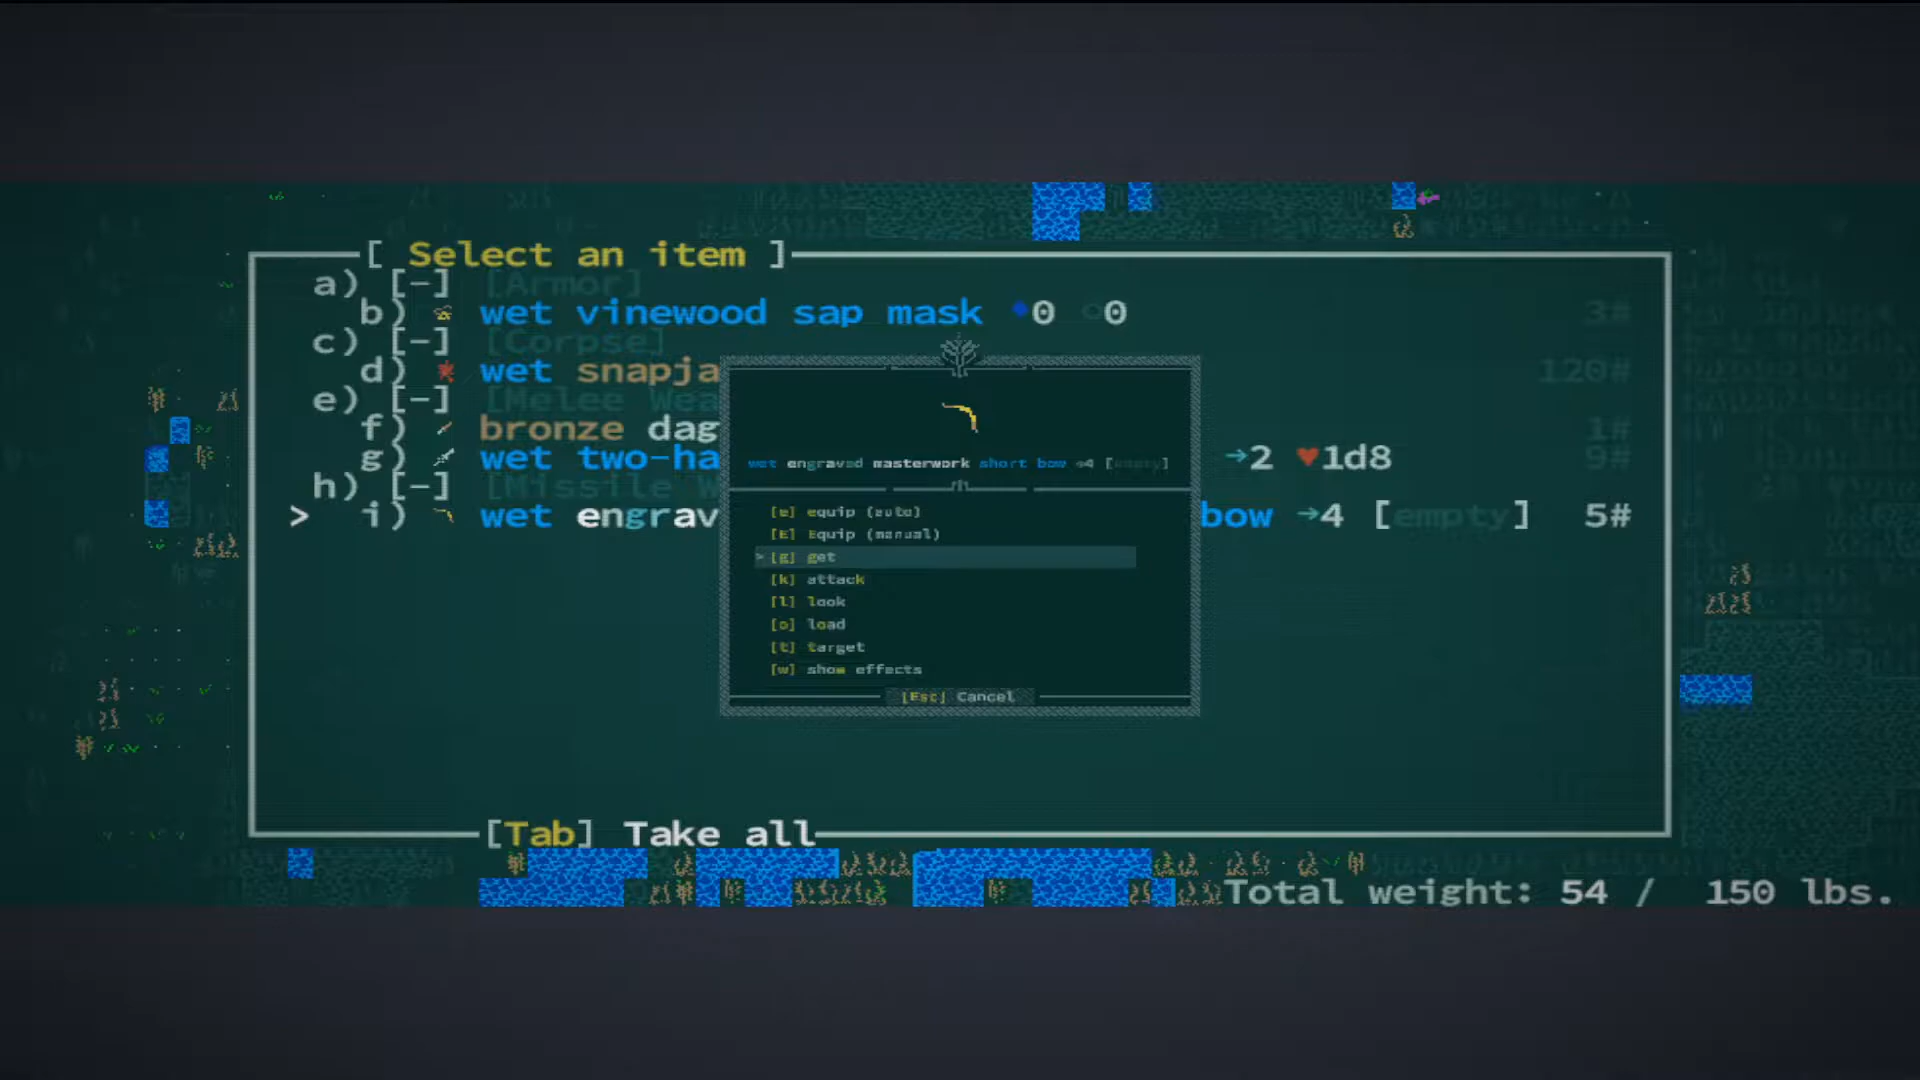 [ Select an item ]
a) [-] [Armor]
b) wet vinewood sap mask 0 0 3#
c) [-] [Corpse]
d) wet snapja 120#
e) [-] [Melee Wea
f) bronze dag 1#
g) wet two-ha →2 ♥1d8 9#
h) [-] [Missile W
> i) wet engrav bow →4 [empty] 5#
wet engraved masterwork short bow →4 [empty]
[e] equip (auto)
[E] Equip (manual)
> [g] get
[k] attack
[l] look
[o] load
[t] target
[w] show effects
[Esc] Cancel
[Tab] Take all
Total weight: 54 / 150 lbs.